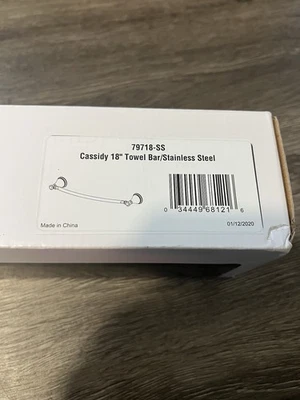 79718-SS
Cassidy 18" Towel Bar/Stainless Steel
0 34449 68121 6
Made in China
01/12/2020